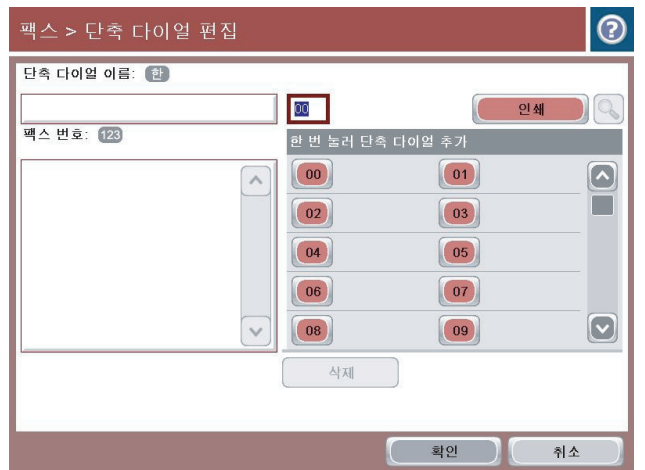 팩스 > 단축 다이얼 편집
?
단축 다이얼 이름: 한
00
인쇄
팩스 번호: 123
한 번 눌러 단축 다이얼 추가
00 01
02 03
04 05
06 07
08 09
삭제
확인 취소